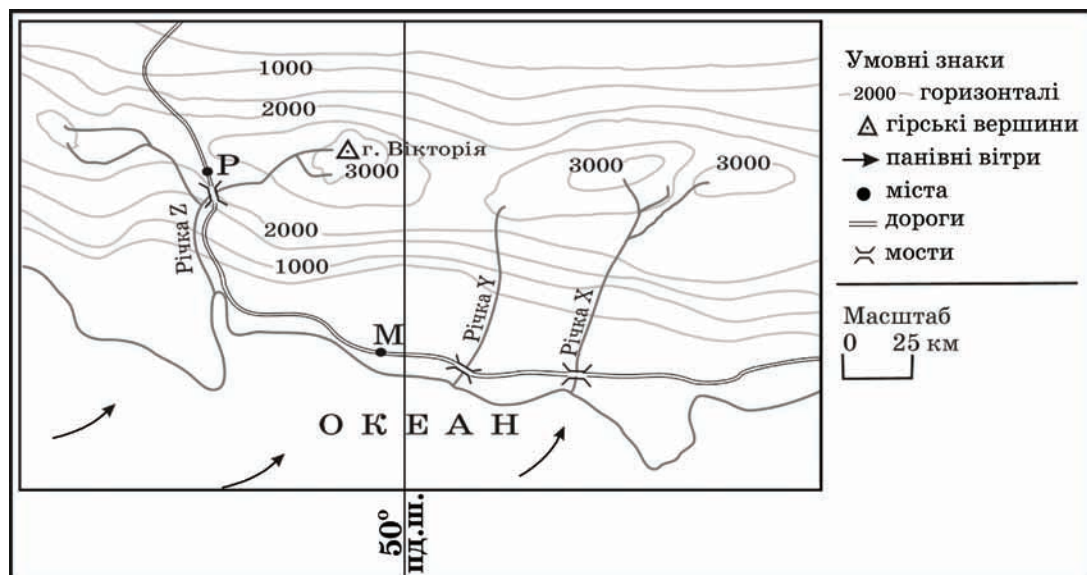 1000
2000
Р
г. Вікторія
3000
3000
3000
Річка Z
2000
1000
Річка Y
Річка X
М
ОКЕАН
50°
пд.ш.
Умовні знаки
2000 горизонталі
гірські вершини
панівні вітри
міста
дороги
мости
Масштаб
0 25 км